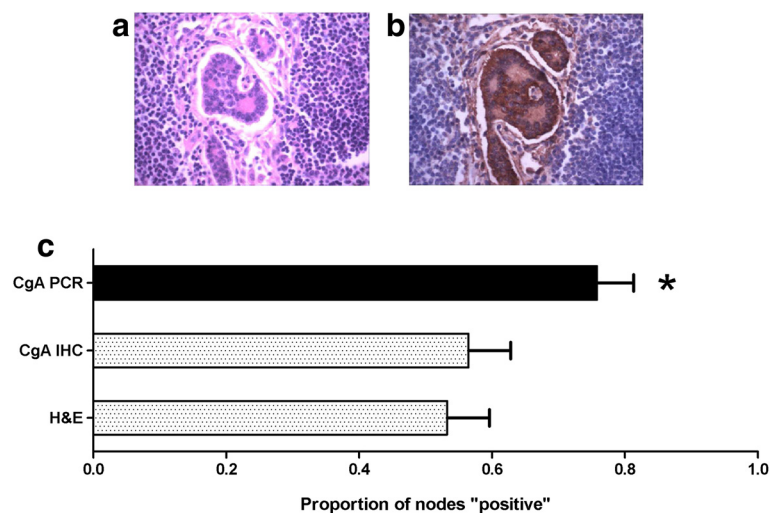 a
b
c
CgA PCR
*
CgA IHC
H&E
0.0 0.2 0.4 0.6 0.8 1.0
Proportion of nodes "positive"